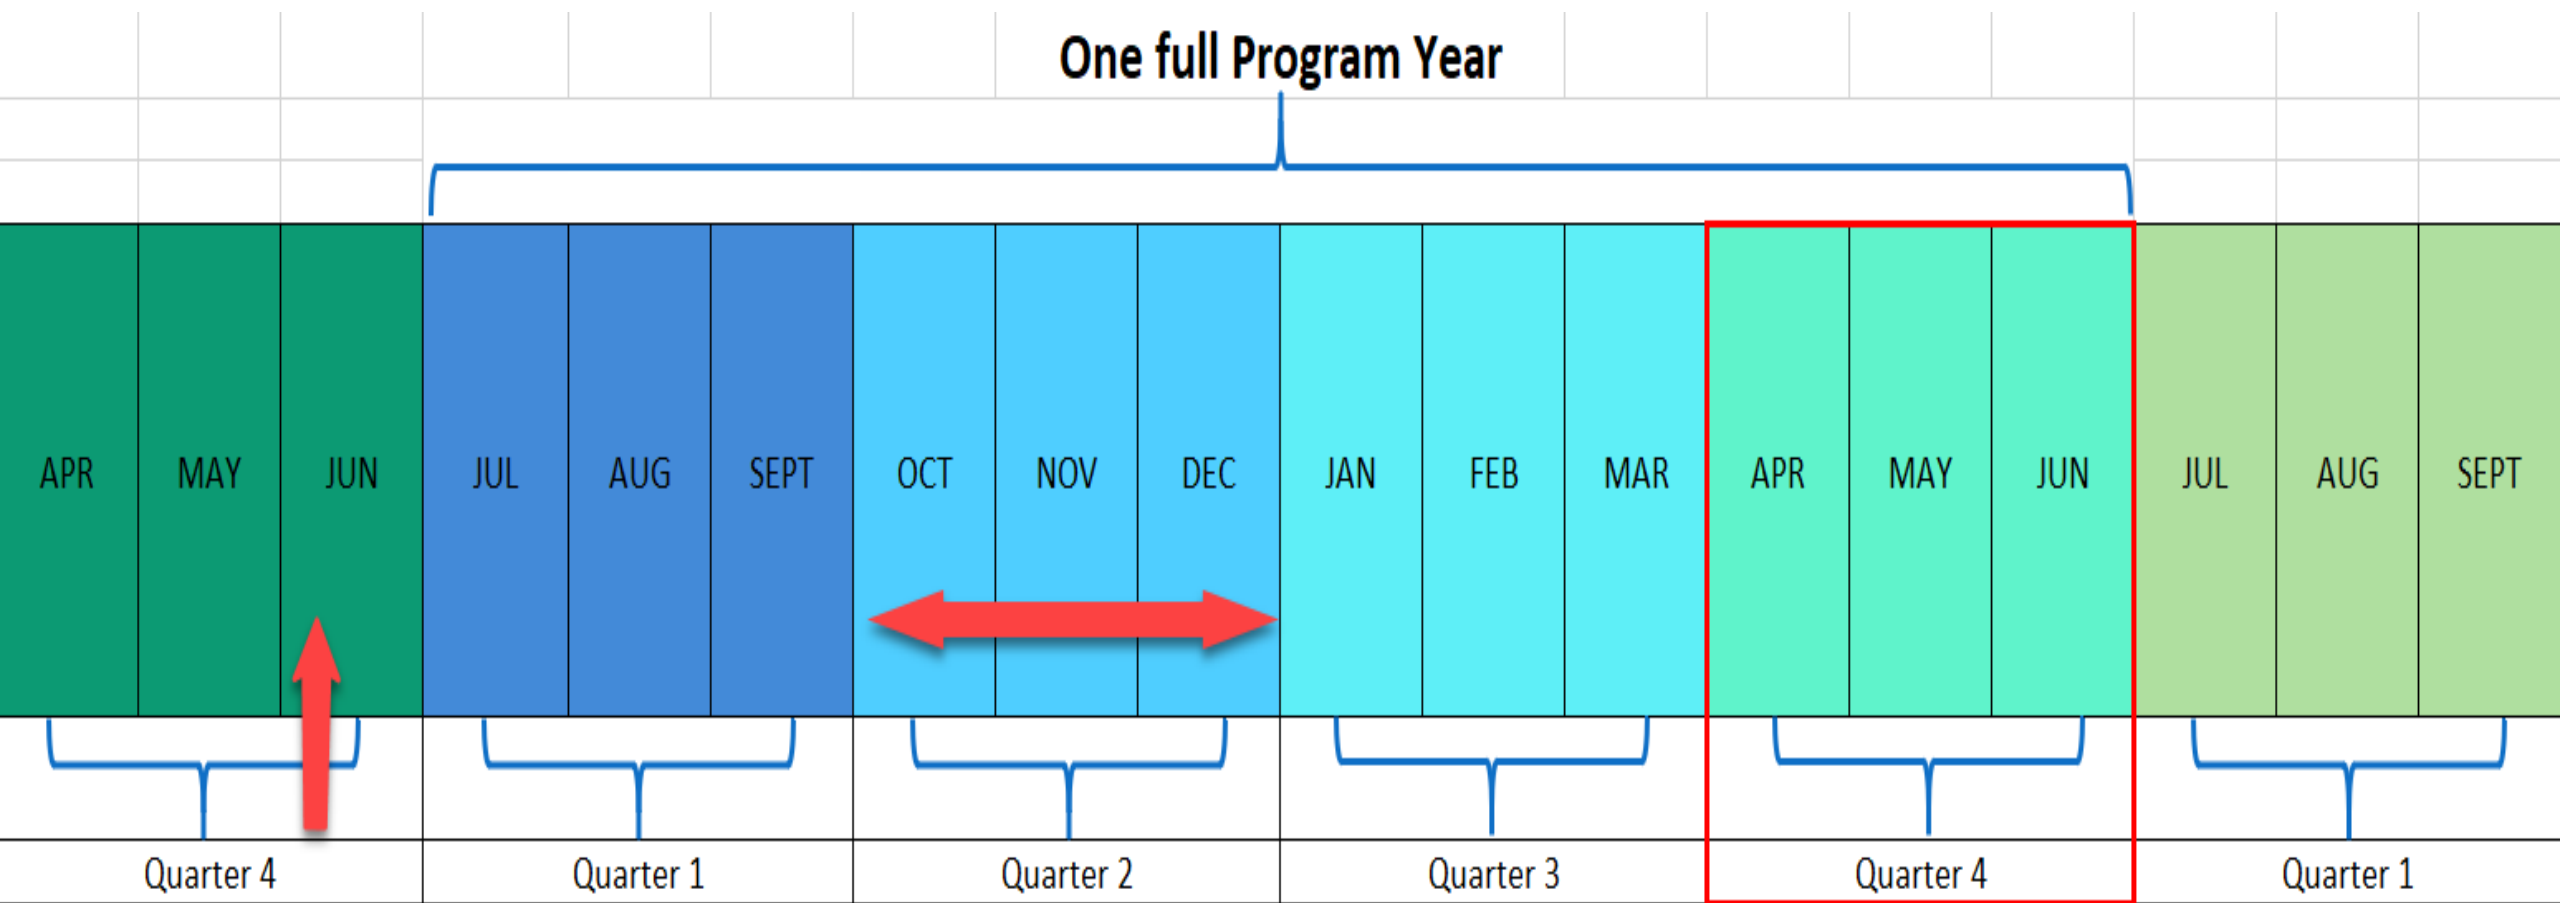 One full Program Year
APR MAY JUN JUL AUG SEPT OCT NOV DEC JAN FEB MAR APR MAY JUN JUL AUG SEPT
Quarter 4 Quarter 1 Quarter 2 Quarter 3 Quarter 4 Quarter 1